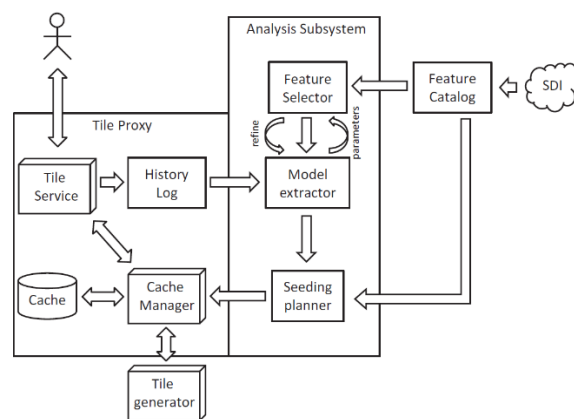 Analysis Subsystem
Feature
Selector
Feature
Catalog
SDI
refine
parameters
Tile Proxy
Tile
Service
History
Log
Model
extractor
Cache
Cache
Manager
Seeding
planner
Tile
generator